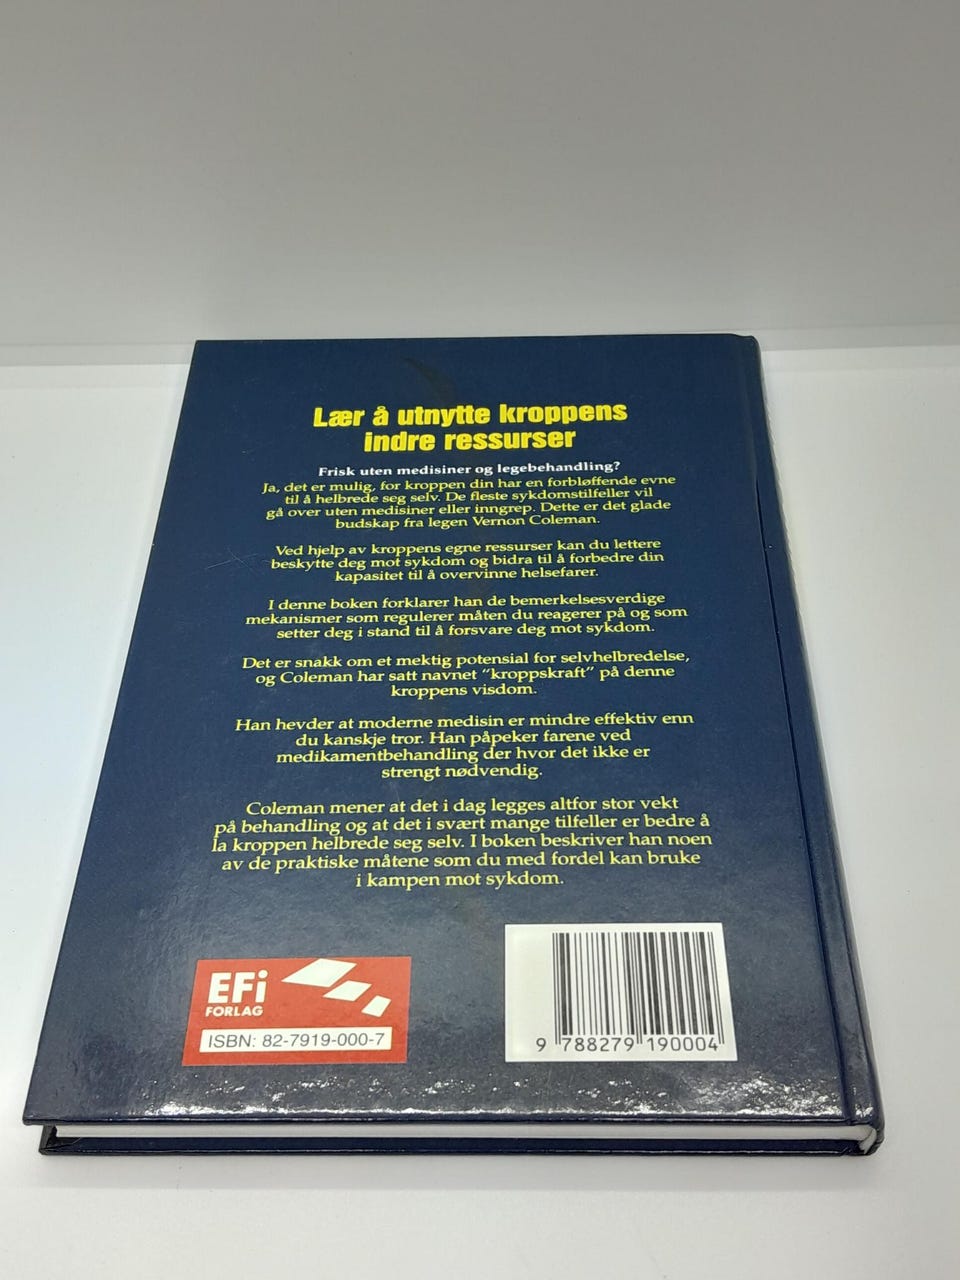 Lær å utnytte kroppens
indre ressurser
Frisk uten medisiner og legebehandling?
Ja, det er mulig, for kroppen din har en forbløffende evne
til å helbrede seg selv. De fleste sykdomstilfeller vil
gå over uten medisiner eller inngrep. Dette er det glade
budskap fra legen Vernon Coleman.
Ved hjelp av kroppens egne ressurser kan du lettere
beskytte deg mot sykdom og bidra til å forbedre din
kapasitet til å overvinne helsefarer.
I denne boken forklarer han de bemerkelsesverdige
mekanismer som regulerer måten du reagerer på og som
setter deg i stand til å forsvare deg mot sykdom.
Det er snakk om et mektig potensial for selvhelbredelse,
og Coleman har satt navnet "kroppskraft" på denne
kroppens visdom.
Han hevder at moderne medisin er mindre effektiv enn
du kanskje tror. Han påpeker farene ved
medikamentbehandling der hvor det ikke er
strengt nødvendig.
Coleman mener at det i dag legges altfor stor vekt
på behandling og at det i svært mange tilfeller er bedre å
la kroppen helbrede seg selv. I boken beskriver han noen
av de praktiske måtene som du med fordel kan bruke
i kampen mot sykdom.
EFi
FORLAG
ISBN: 82-7919-000-7
9 788279 190004